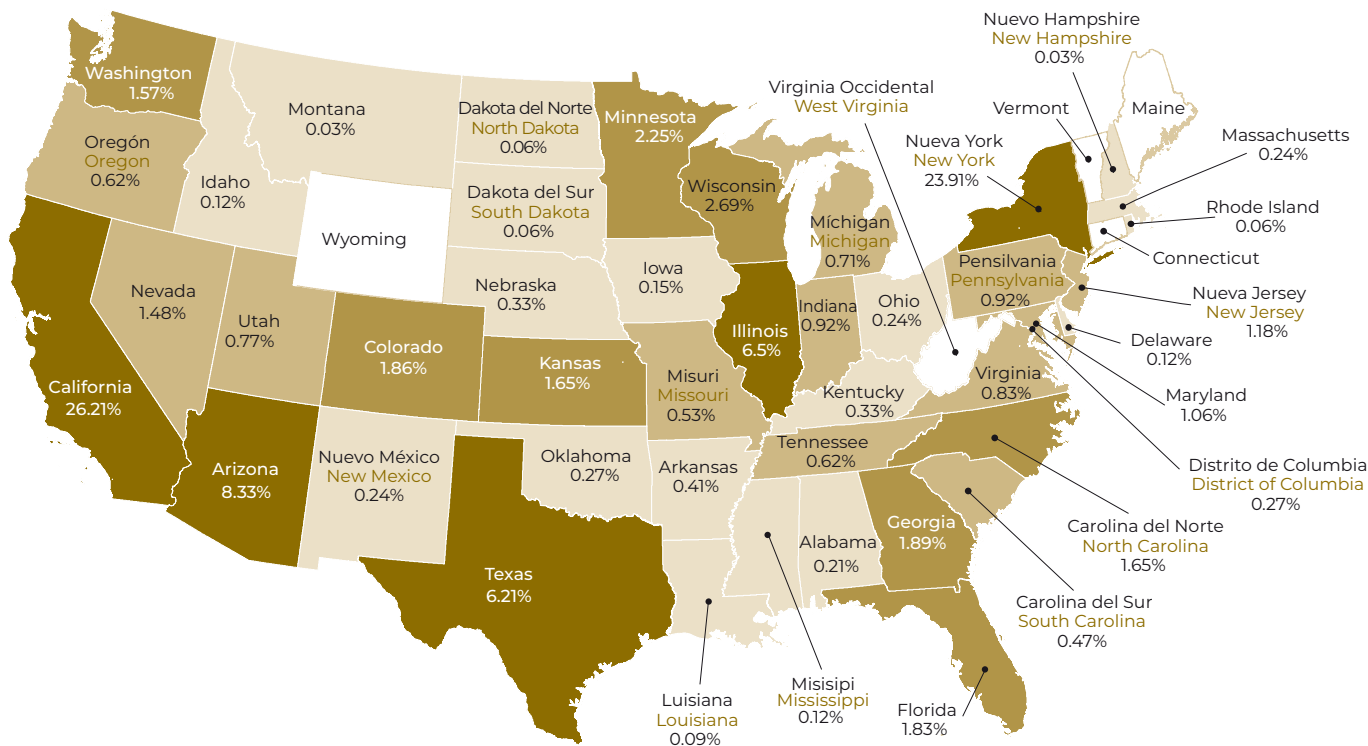 Washington
1.57%
Oregón
Oregon
0.62%
California
26.21%
Nevada
1.48%
Idaho
0.12%
Montana
0.03%
Wyoming
Utah
0.77%
Arizona
8.33%
Colorado
1.86%
Nuevo México
New Mexico
0.24%
Dakota del Norte
North Dakota
0.06%
Dakota del Sur
South Dakota
0.06%
Nebraska
0.33%
Kansas
1.65%
Oklahoma
0.27%
Texas
6.21%
Minnesota
2.25%
Iowa
0.15%
Misuri
Missouri
0.53%
Arkansas
0.41%
Luisiana
Louisiana
0.09%
Wisconsin
2.69%
Illinois
6.5%
Míchigan
Michigan
0.71%
Indiana
0.92%
Ohio
0.24%
Kentucky
0.33%
Tennessee
0.62%
Misisipi
Mississippi
0.12%
Alabama
0.21%
Georgia
1.89%
Florida
1.83%
Carolina del Sur
South Carolina
0.47%
Carolina del Norte
North Carolina
1.65%
Virginia
0.83%
Virginia Occidental
West Virginia
Distrito de Columbia
District of Columbia
0.27%
Maryland
1.06%
Delaware
0.12%
Nueva Jersey
New Jersey
1.18%
Pensilvania
Pennsylvania
0.92%
Nueva York
New York
23.91%
Connecticut
Rhode Island
0.06%
Massachusetts
0.24%
Vermont
Nuevo Hampshire
New Hampshire
0.03%
Maine